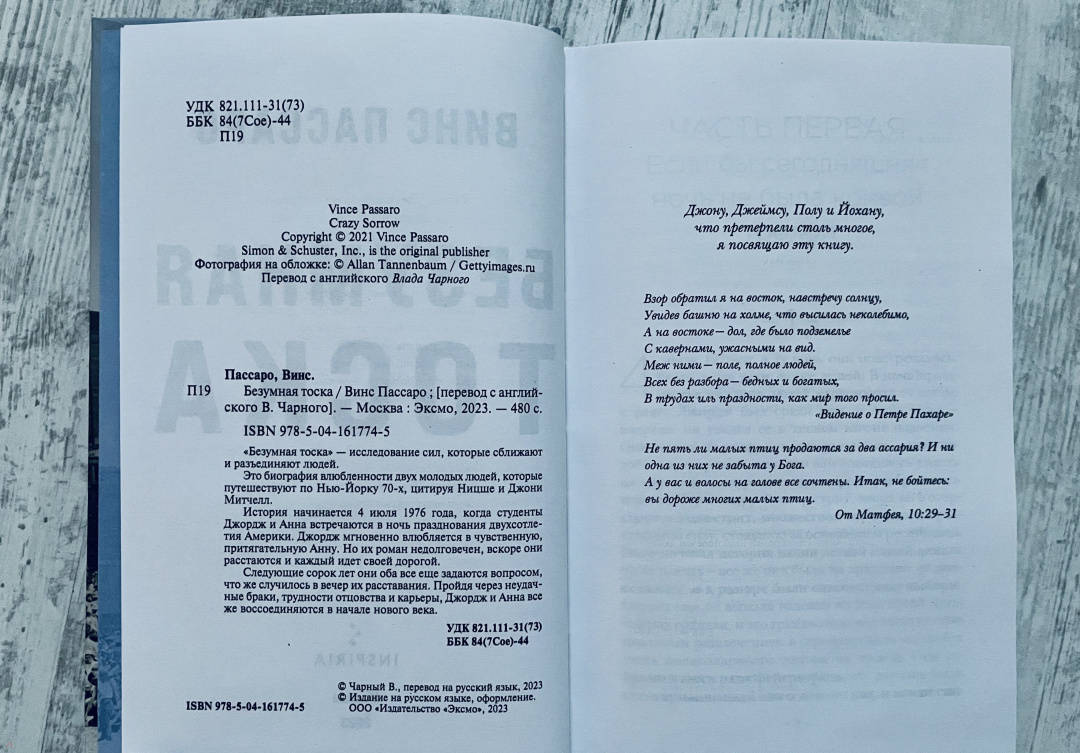 УДК 821.111-31(73)
ББК 84(7Сое)-44
П19
Vince Passaro
Crazy Sorrow
Copyright © 2021 Vince Passaro
Simon & Schuster, Inc., is the original publisher
Фотография на обложке: © Allan Tannenbaum / Gettyimages.ru
Перевод с английского Влада Чарного
Пассаро, Винс.
П19 Безумная тоска / Винс Пассаро ; [перевод с англий-
ского В. Чарного]. — Москва : Эксмо, 2023. — 480 с.
ISBN 978-5-04-161774-5
«Безумная тоска» — исследование сил, которые сближают
и разъединяют людей.
Это биография влюбленности двух молодых людей, которые
путешествуют по Нью-Йорку 70-х, цитируя Ницше и Джони
Митчелл.
История начинается 4 июля 1976 года, когда студенты
Джордж и Анна встречаются в ночь празднования двухсотле-
тия Америки. Джордж мгновенно влюбляется в чувственную,
притягательную Анну. Но их роман недолговечен, вскоре они
расстаются и каждый идет своей дорогой.
Следующие сорок лет они оба все еще задаются вопросом,
что же случилось в вечер их расставания. Пройдя через неудач-
ные браки, трудности отцовства и карьеры, Джордж и Анна все
же воссоединяются в начале нового века.
УДК 821.111-31(73)
ББК 84(7Сое)-44
© Чарный В., перевод на русский язык, 2023
© Издание на русском языке, оформление.
ООО «Издательство «Эксмо», 2023
ISBN 978-5-04-161774-5
Джону, Джеймсу, Полу и Йохану,
что претерпели столь многое,
я посвящаю эту книгу.
Взор обратил я на восток, навстречу солнцу,
Увидев башню на холме, что высилась неколебимо,
А на востоке — дол, где было подземелье
С кавернами, ужасными на вид.
Меж ними — поле, полное людей,
Всех без разбора — бедных и богатых,
В трудах иль праздности, как мир того просил.
«Видение о Петре Пахаре»
Не пять ли малых птиц продаются за два ассария? И ни
одна из них не забыта у Бога.
А у вас и волосы на голове все сочтены. Итак, не бойтесь:
вы дороже многих малых птиц.
От Матфея, 10:29–31